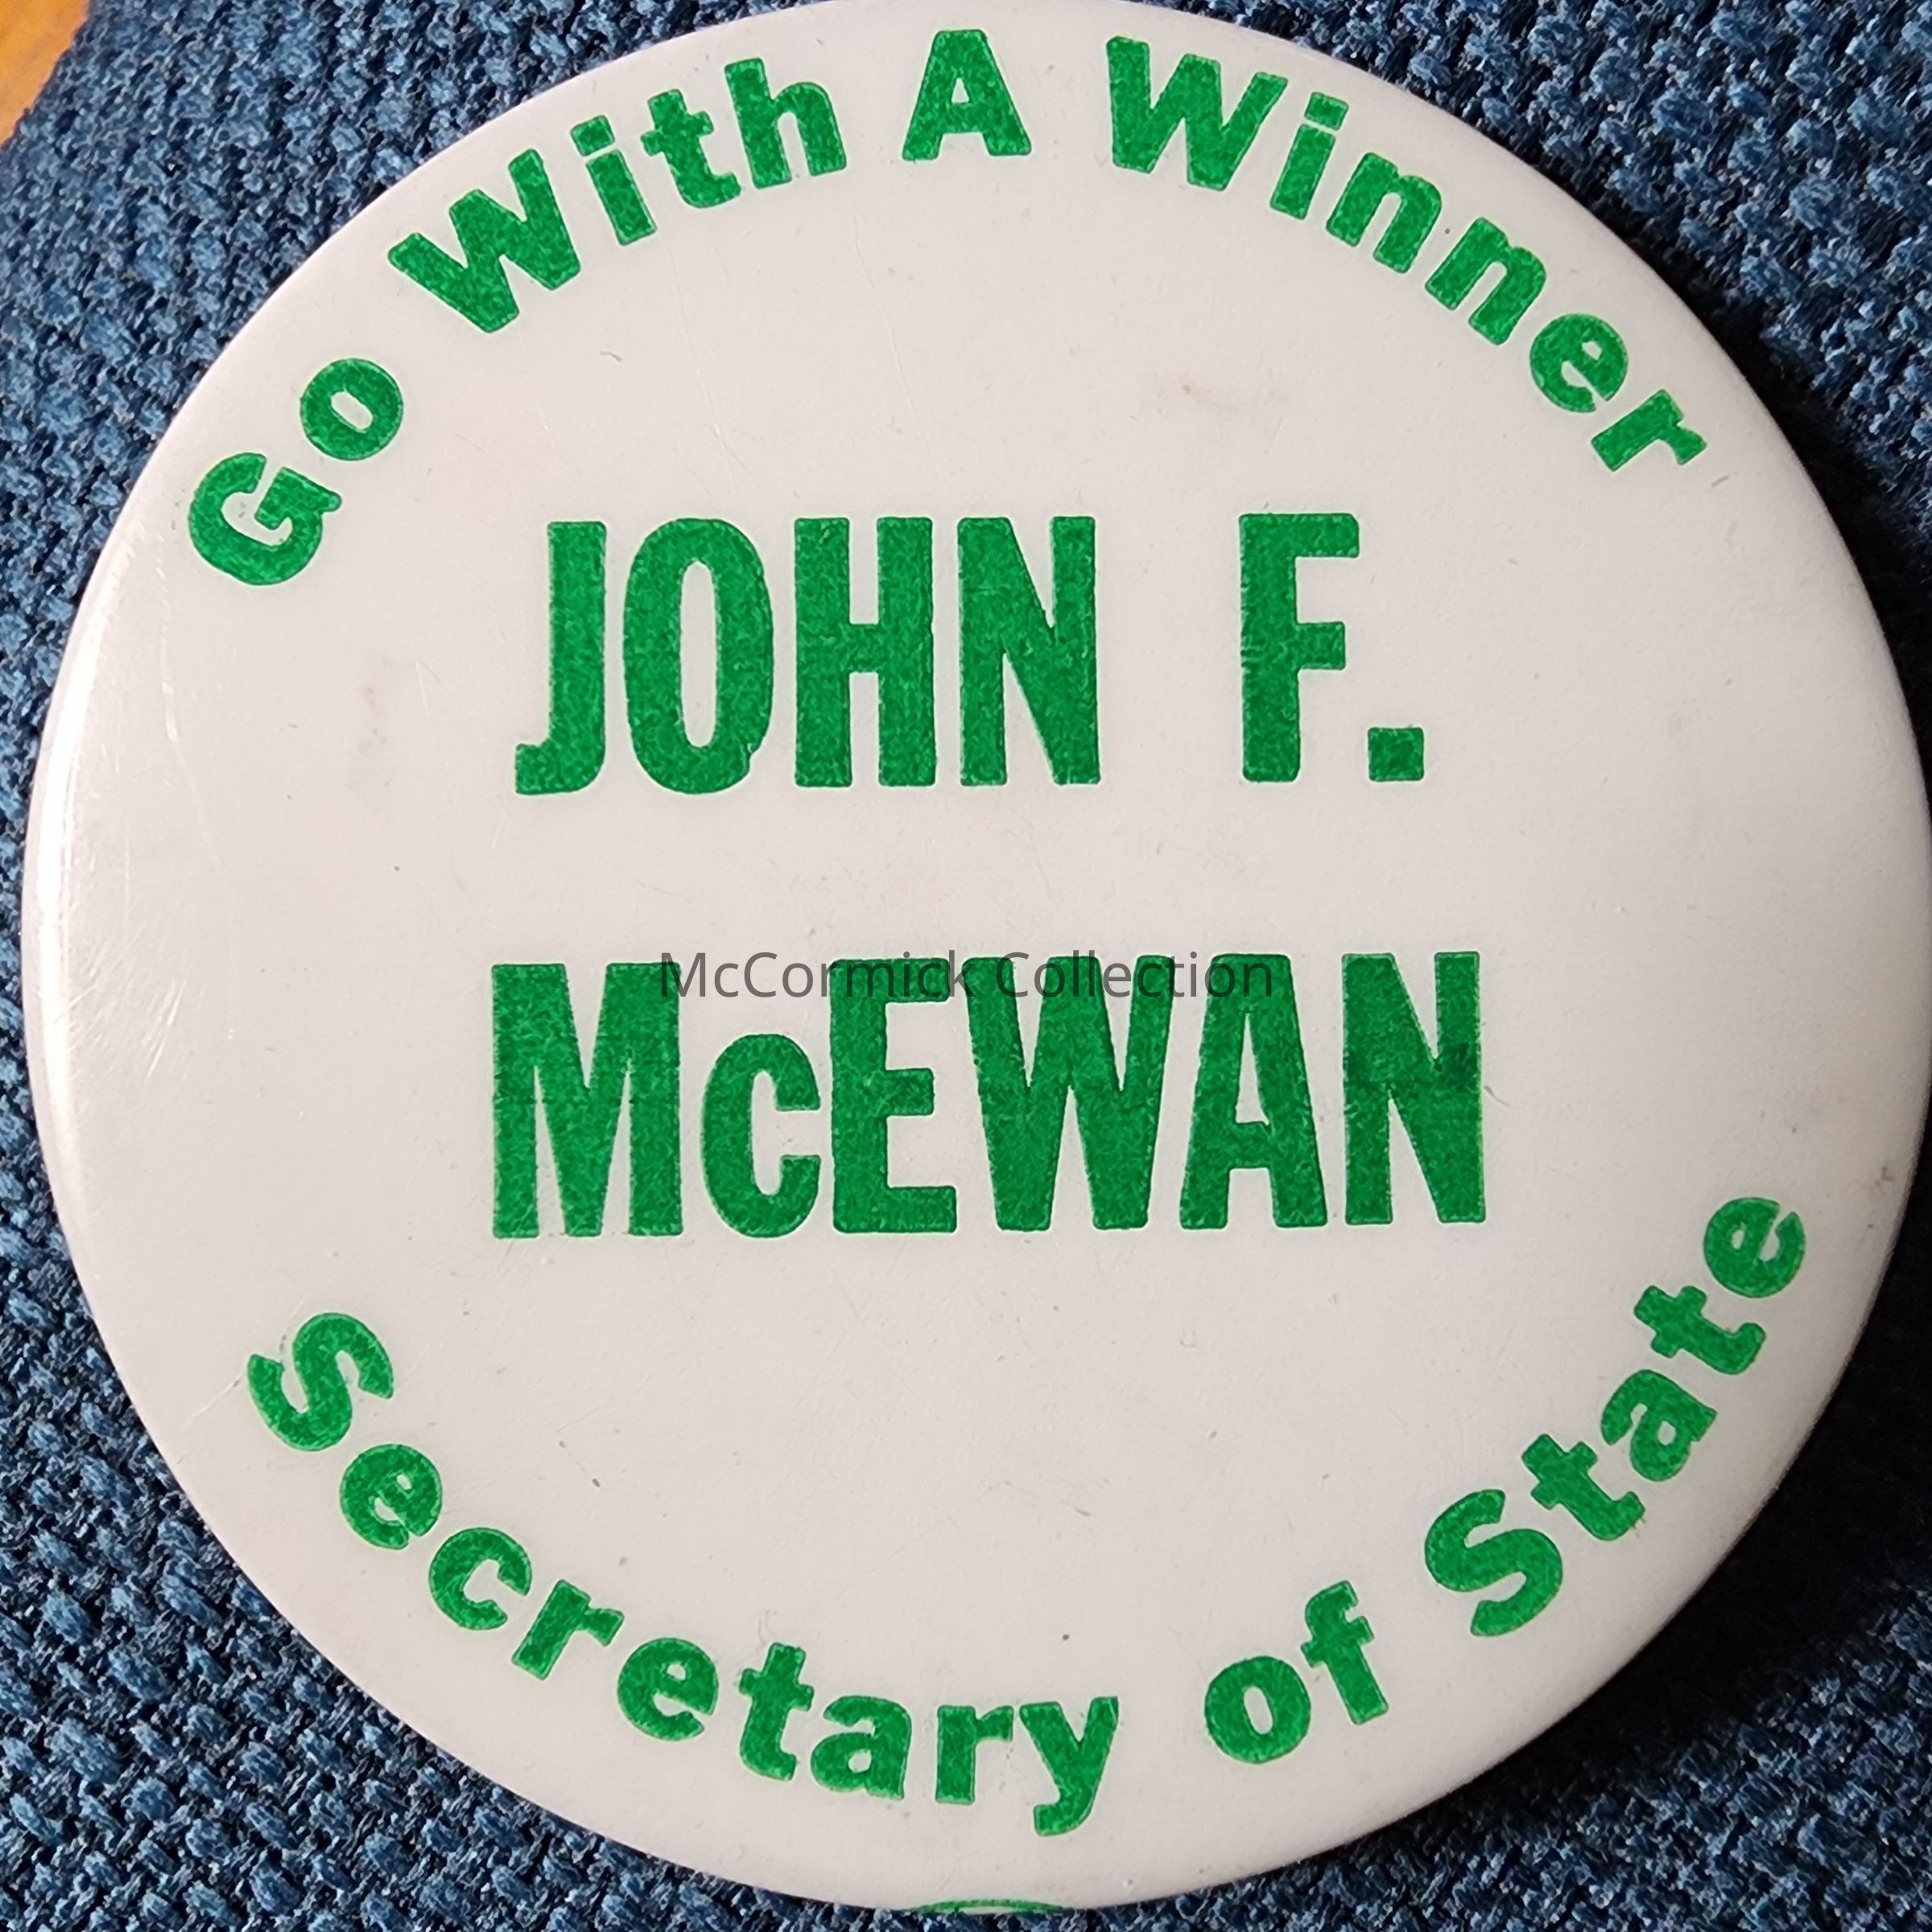 Go With A Winner
JOHN F.
McEWAN
McCormick Collection
Secretary of State